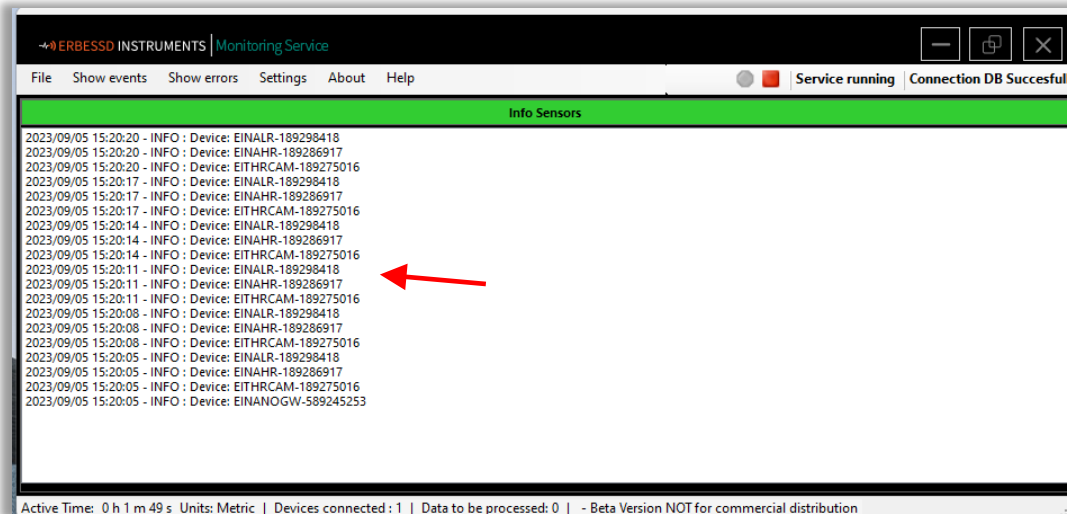 ERBESSD INSTRUMENTS Monitoring Service
File Show events Show errors Settings About Help Service running Connection DB Succesfull
Info Sensors
2023/09/05 15:20:20 - INFO : Device: EINALR-189298418
2023/09/05 15:20:20 - INFO : Device: EINAHR-189286917
2023/09/05 15:20:20 - INFO : Device: EITHRCAM-189275016
2023/09/05 15:20:17 - INFO : Device: EINALR-189298418
2023/09/05 15:20:17 - INFO : Device: EINAHR-189286917
2023/09/05 15:20:17 - INFO : Device: EITHRCAM-189275016
2023/09/05 15:20:14 - INFO : Device: EINALR-189298418
2023/09/05 15:20:14 - INFO : Device: EINAHR-189286917
2023/09/05 15:20:14 - INFO : Device: EITHRCAM-189275016
2023/09/05 15:20:11 - INFO : Device: EINALR-189298418
2023/09/05 15:20:11 - INFO : Device: EINAHR-189286917
2023/09/05 15:20:11 - INFO : Device: EITHRCAM-189275016
2023/09/05 15:20:08 - INFO : Device: EINALR-189298418
2023/09/05 15:20:08 - INFO : Device: EINAHR-189286917
2023/09/05 15:20:08 - INFO : Device: EITHRCAM-189275016
2023/09/05 15:20:05 - INFO : Device: EINALR-189298418
2023/09/05 15:20:05 - INFO : Device: EINAHR-189286917
2023/09/05 15:20:05 - INFO : Device: EITHRCAM-189275016
2023/09/05 15:20:05 - INFO : Device: EINANOGW-589245253
Active Time: 0 h 1 m 49 s Units: Metric | Devices connected : 1 | Data to be processed: 0 | - Beta Version NOT for commercial distribution